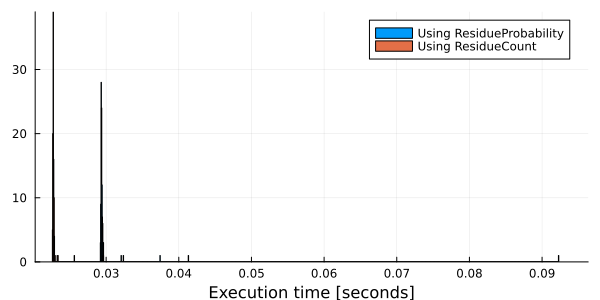 Using ResidueProbability
Using ResidueCount
30
20
10
0
0.03 0.04 0.05 0.06 0.07 0.08 0.09
Execution time [seconds]